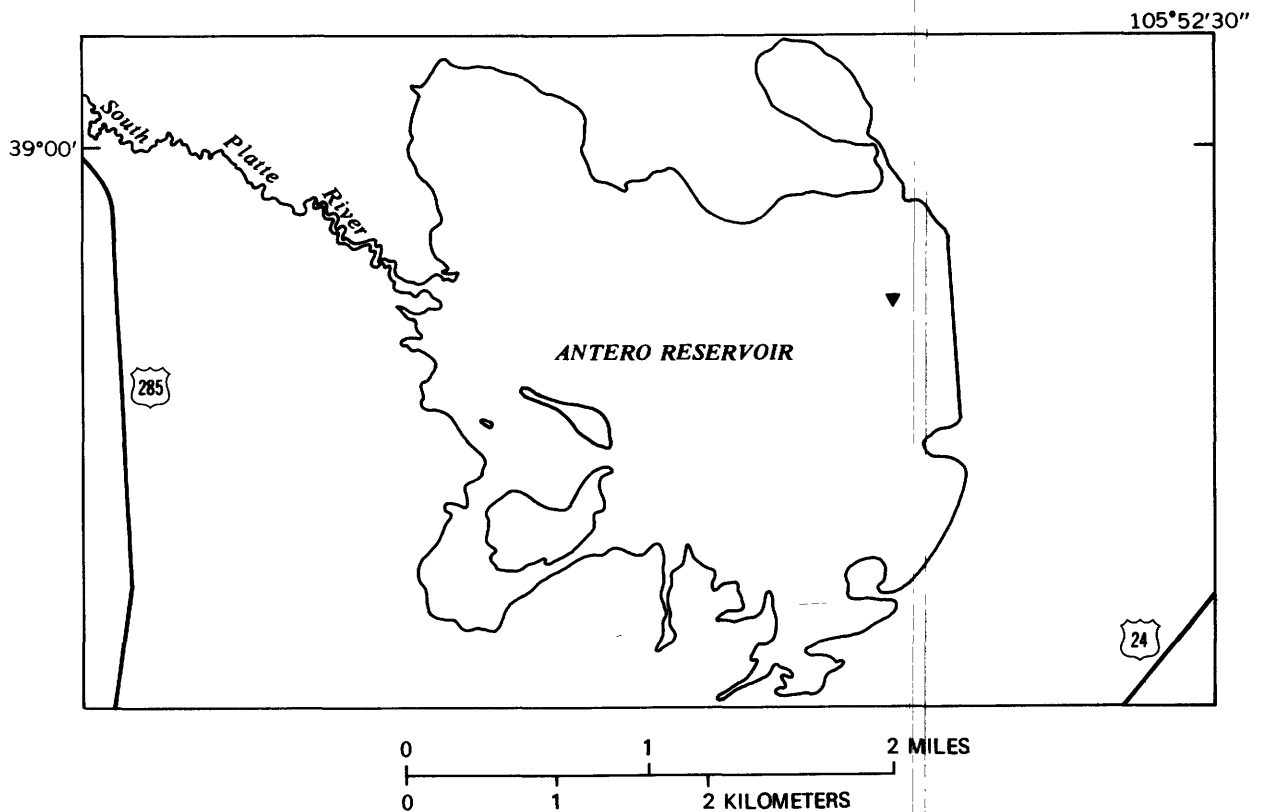 105°52'30"
South Platte River
39°00'
ANTERO RESERVOIR
285
24
0 1 2 MILES
0 1 2 KILOMETERS